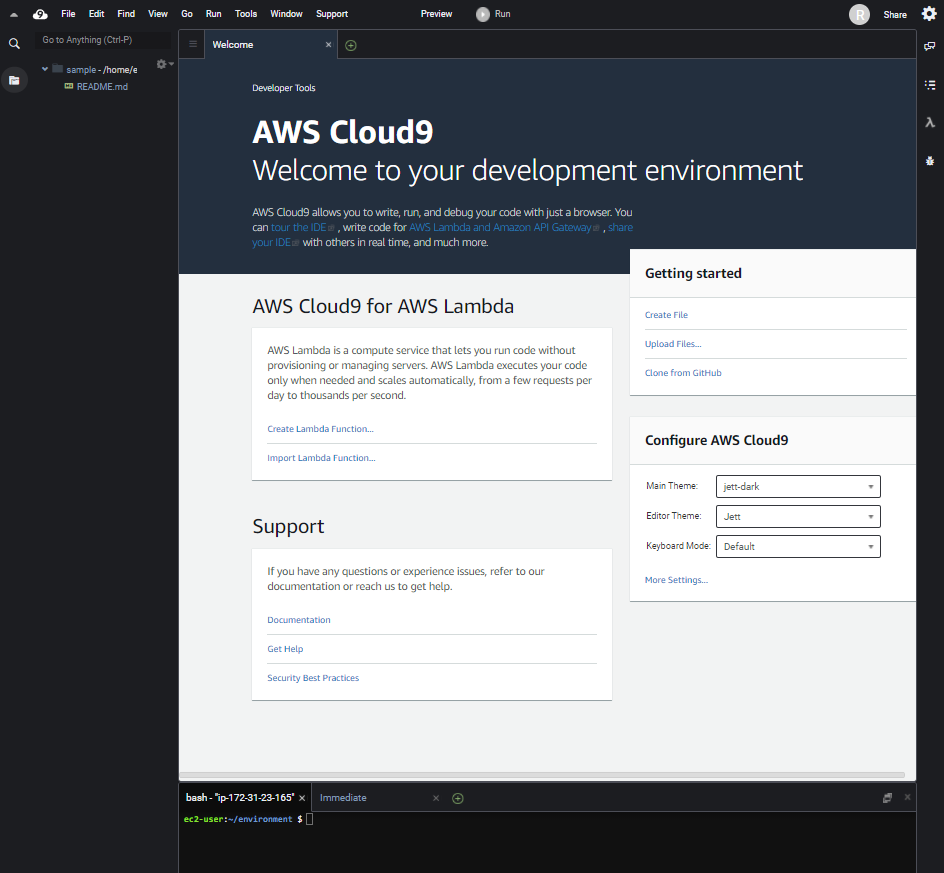 9 File Edit Find View Go Run Tools Window Support Preview Run R Share
Go to Anything (Ctrl-P)
sample - /home/e
README.md
Welcome
Developer Tools
AWS Cloud9
Welcome to your development environment
AWS Cloud9 allows you to write, run, and debug your code with just a browser. You
can tour the IDE , write code for AWS Lambda and Amazon API Gateway , share
your IDE with others in real time, and much more.
Getting started
Create File
Upload Files...
Clone from GitHub
AWS Cloud9 for AWS Lambda
AWS Lambda is a compute service that lets you run code without
provisioning or managing servers. AWS Lambda executes your code
only when needed and scales automatically, from a few requests per
day to thousands per second.
Create Lambda Function...
Import Lambda Function...
Configure AWS Cloud9
Main Theme: jett-dark
Editor Theme: Jett
Keyboard Mode: Default
More Settings...
Support
If you have any questions or experience issues, refer to our
documentation or reach us to get help.
Documentation
Get Help
Security Best Practices
bash - "ip-172-31-23-165" Immediate
ec2-user:~/environment $